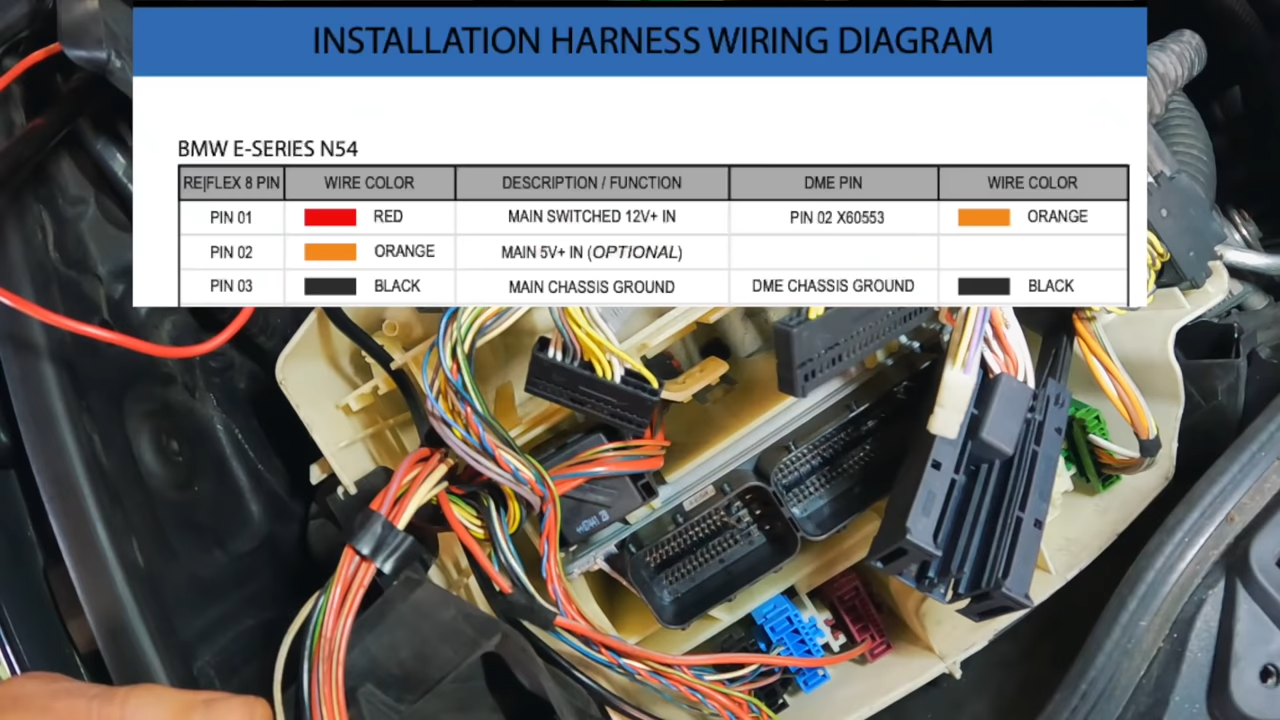 INSTALLATION HARNESS WIRING DIAGRAM
BMW E-SERIES N54
RE|FLEX 8 PIN WIRE COLOR DESCRIPTION / FUNCTION DME PIN WIRE COLOR
PIN 01 RED MAIN SWITCHED 12V+ IN PIN 02 X60553 ORANGE
PIN 02 ORANGE MAIN 5V+ IN (OPTIONAL)
PIN 03 BLACK MAIN CHASSIS GROUND DME CHASSIS GROUND BLACK